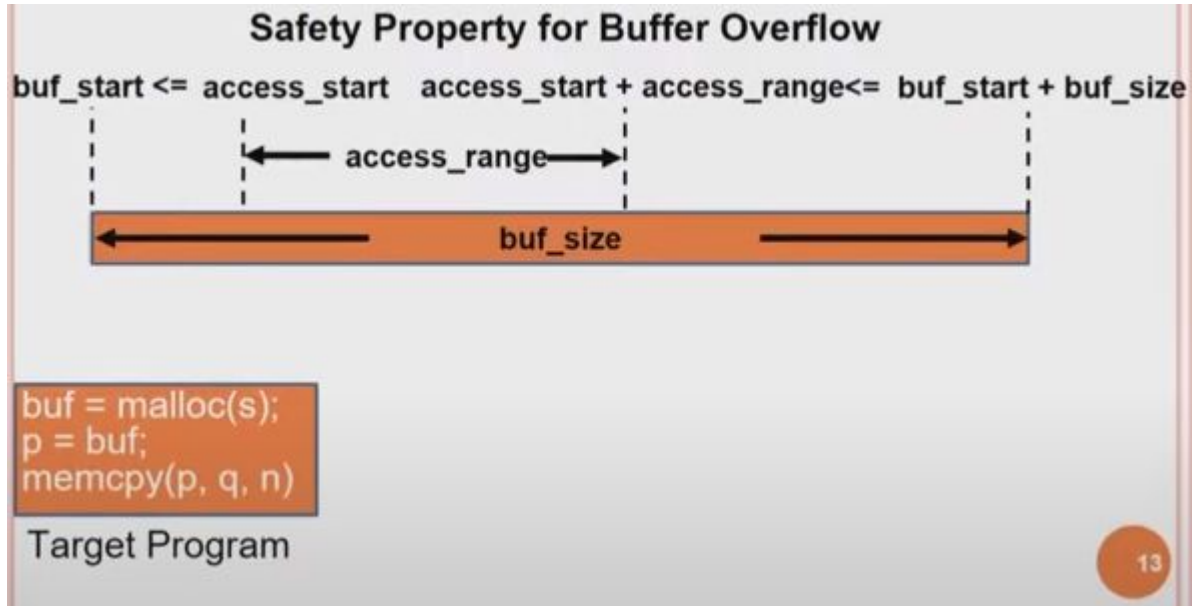 Safety Property for Buffer Overflow
buf_start <= access_start access_start + access_range<= buf_start + buf_size
access_range
buf_size
buf = malloc(s);
p = buf;
memcpy(p, q, n)
Target Program
13